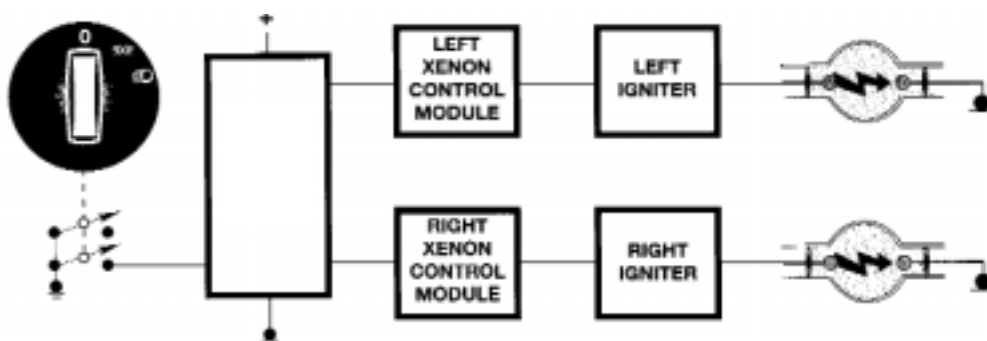 0
LEFT
XENON
CONTROL
MODULE
LEFT
IGNITER
RIGHT
XENON
CONTROL
MODULE
RIGHT
IGNITER